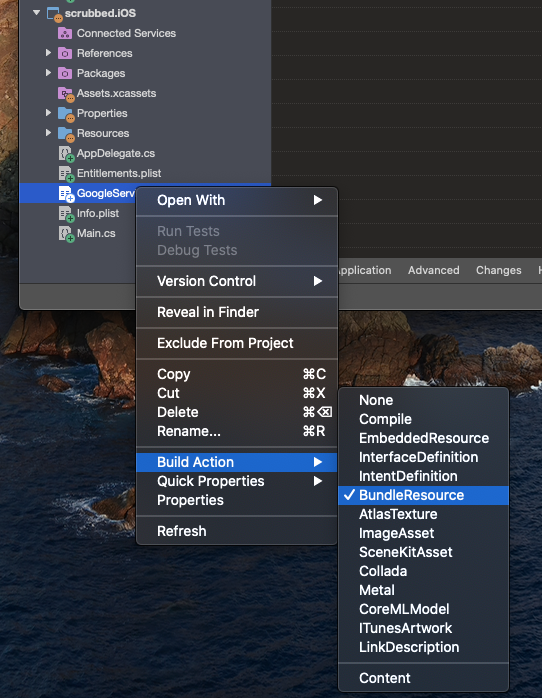 scrubbed.iOS
Connected Services
References
Packages
Assets.xcassets
Properties
Resources
AppDelegate.cs
Entitlements.plist
GoogleServ
Info.plist
Main.cs
Open With
Run Tests
Debug Tests
Version Control
Reveal in Finder
Exclude From Project
Copy ⌘C
Cut ⌘X
Delete ⌘⌫
Rename... ⌘R
Build Action
Quick Properties
Properties
Refresh
pplication Advanced Changes
None
Compile
EmbeddedResource
InterfaceDefinition
IntentDefinition
✓ BundleResource
AtlasTexture
ImageAsset
SceneKitAsset
Collada
Metal
CoreMLModel
ITunesArtwork
LinkDescription
Content